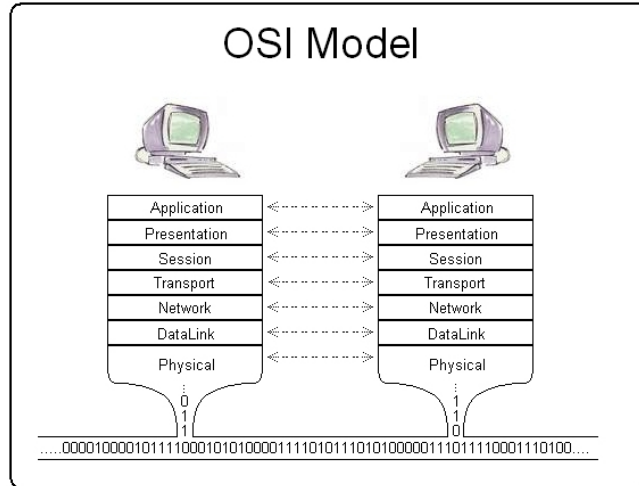 OSI Model
Application Application
Presentation Presentation
Session Session
Transport Transport
Network Network
DataLink DataLink
Physical Physical
0 1
1 1
1 0
.....0000100001011110001010100001111010111010100000111011110001110100....